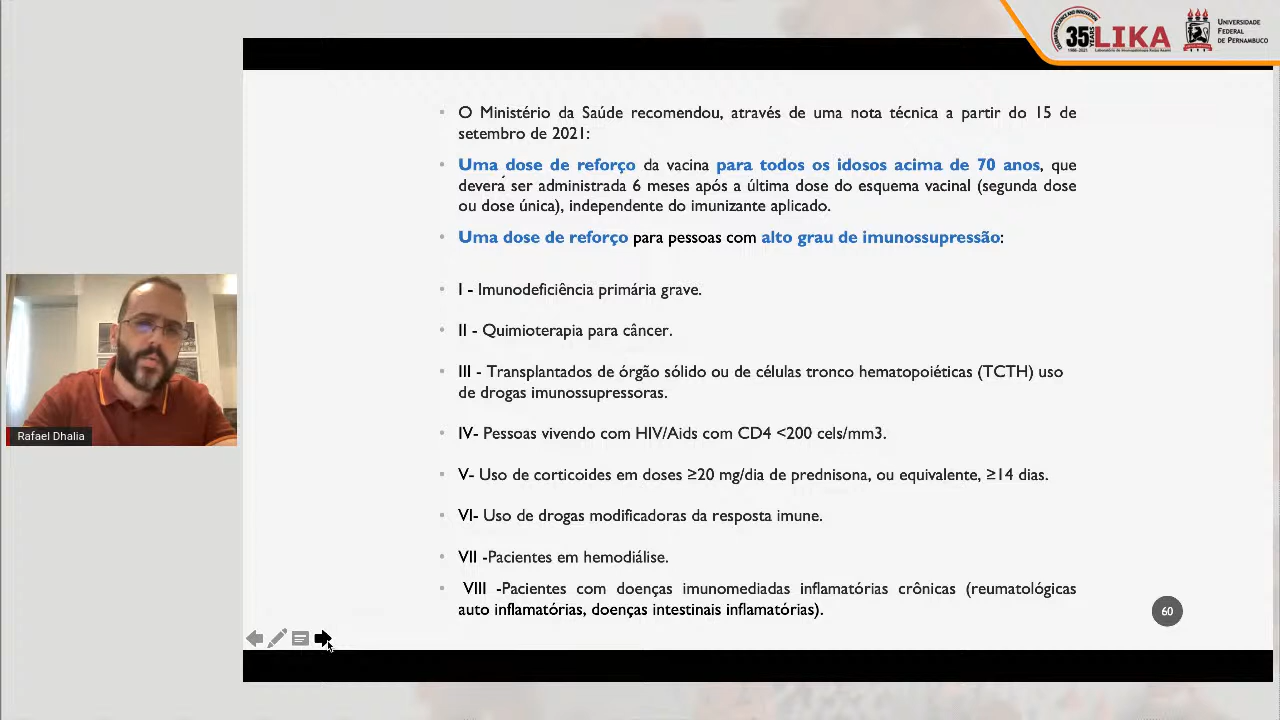 35 LIKA
1986-2021
UNIVERSIDADE
FEDERAL
DE PERNAMBUCO
O Ministério da Saúde recomendou, através de uma nota técnica a partir do 15 de
setembro de 2021:
Uma dose de reforço da vacina para todos os idosos acima de 70 anos, que
deverá ser administrada 6 meses após a última dose do esquema vacinal (segunda dose
ou dose única), independente do imunizante aplicado.
Uma dose de reforço para pessoas com alto grau de imunossupressão:
I - Imunodeficiência primária grave.
II - Quimioterapia para câncer.
III - Transplantados de órgão sólido ou de células tronco hematopoiéticas (TCTH) uso
de drogas imunossupressoras.
IV- Pessoas vivendo com HIV/Aids com CD4 <200 cels/mm3.
V- Uso de corticoides em doses ≥20 mg/dia de prednisona, ou equivalente, ≥14 dias.
VI- Uso de drogas modificadoras da resposta imune.
VII -Pacientes em hemodiálise.
VIII -Pacientes com doenças imunomediadas inflamatórias crônicas (reumatológicas
auto inflamatórias, doenças intestinais inflamatórias).
60
Rafael Dhalia